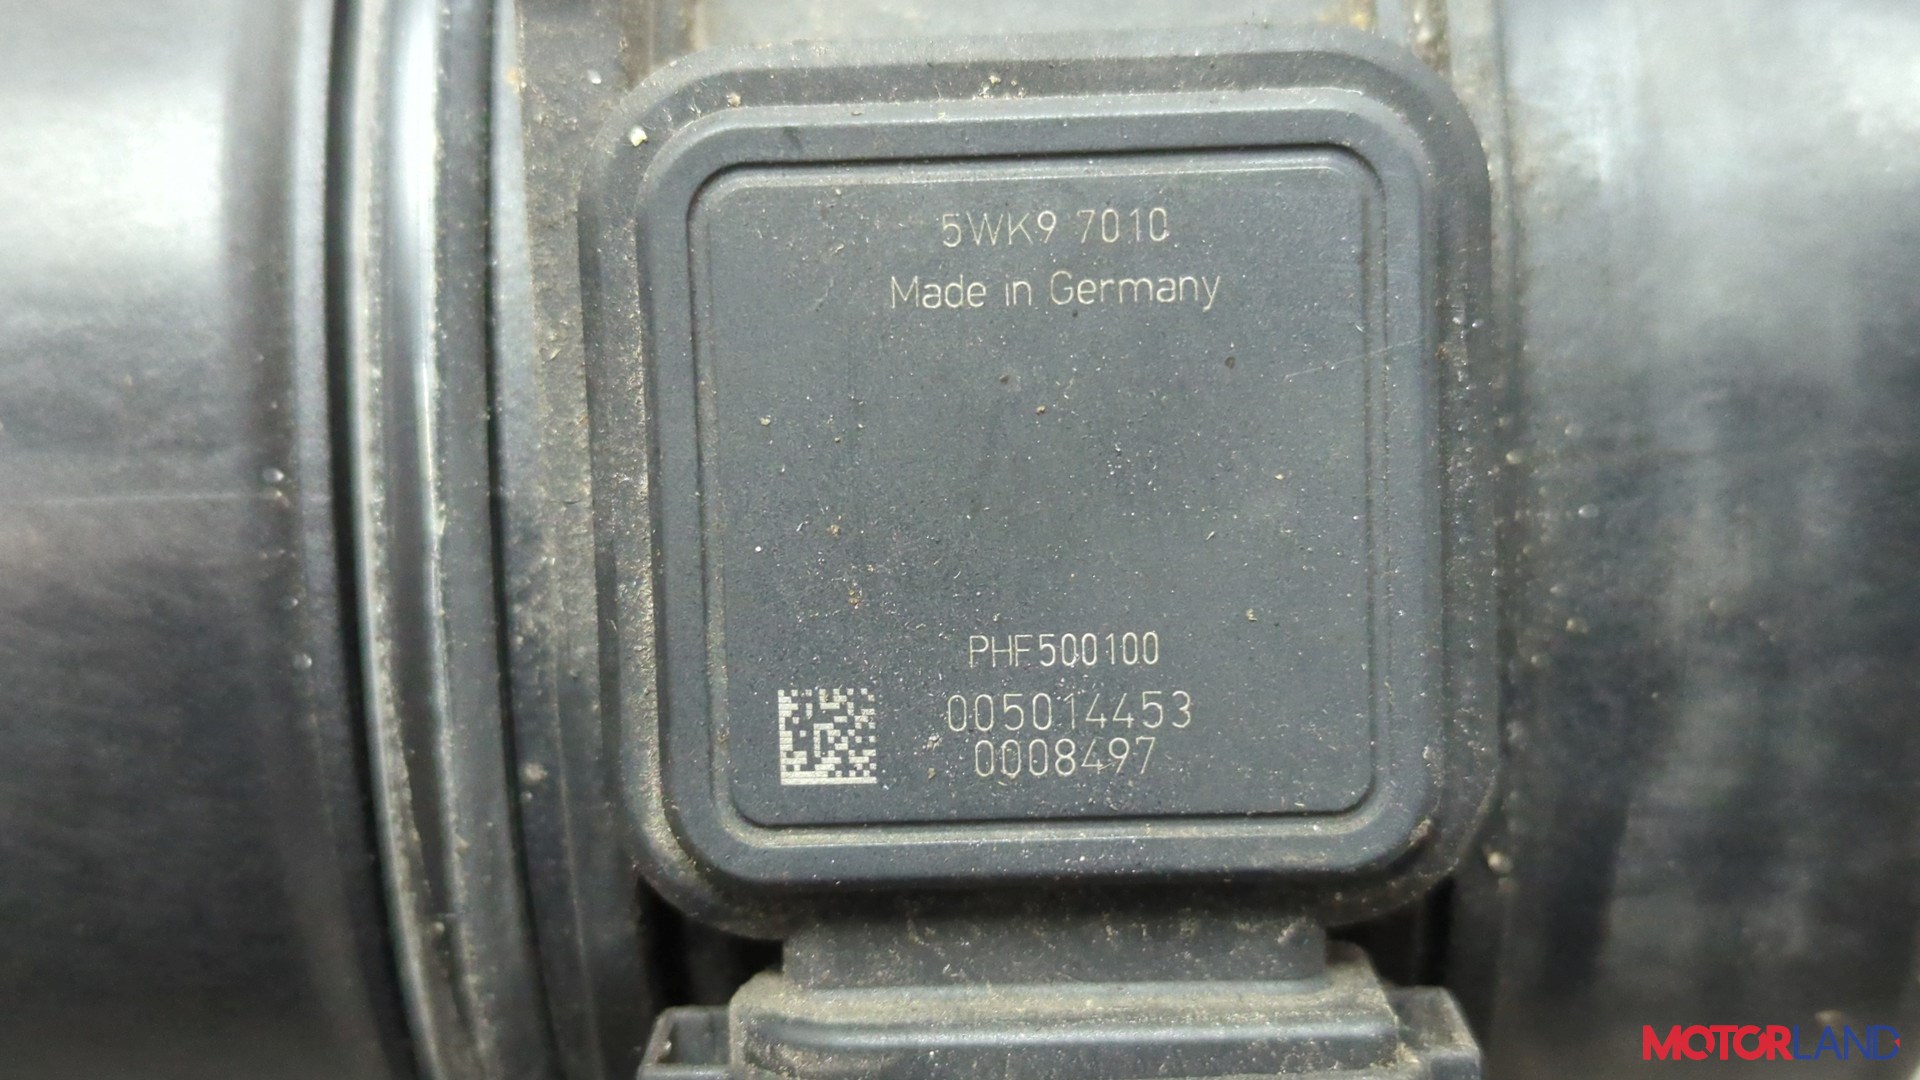 5WK9 7010
Made in Germany
PHF500100
005014453
0008497
MOTORLAND